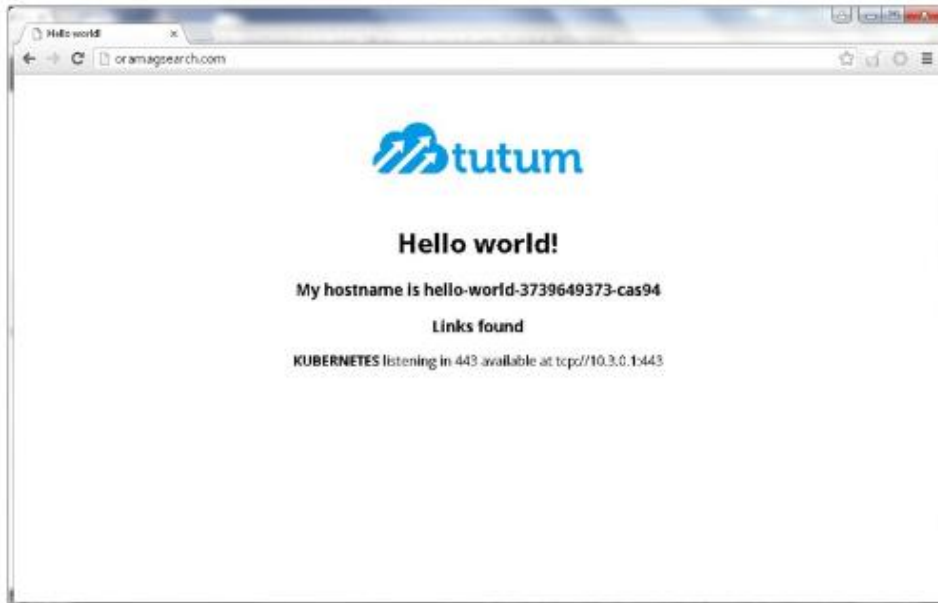 Hello world!
oramagsearch.com
tutum
Hello world!
My hostname is hello-world-3739649373-cas94
Links found
KUBERNETES listening in 443 available at tcp://10.3.0.1:443